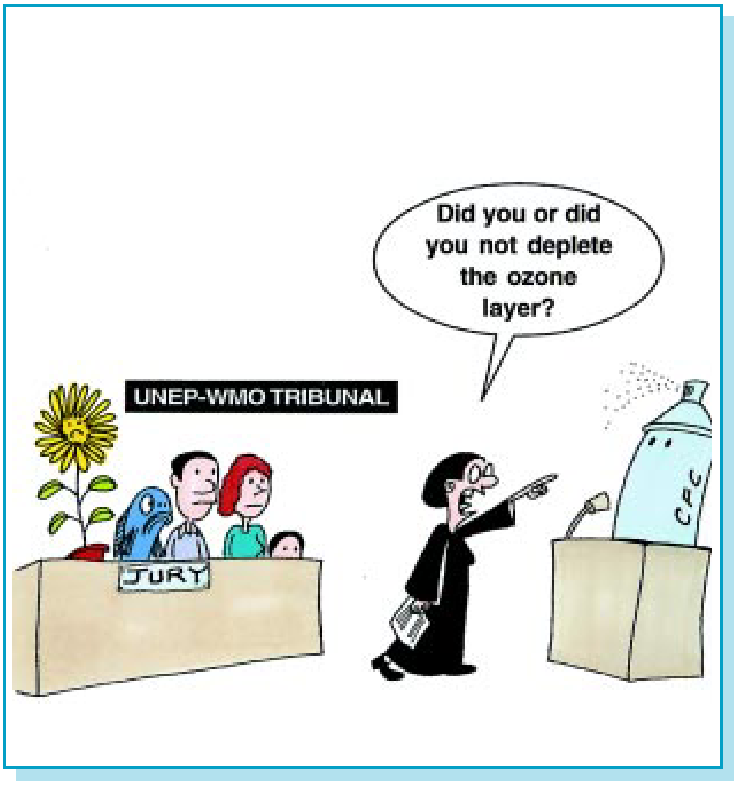 Did you or did
you not deplete
the ozone
layer?
UNEP-WMO TRIBUNAL
JURY
CFC